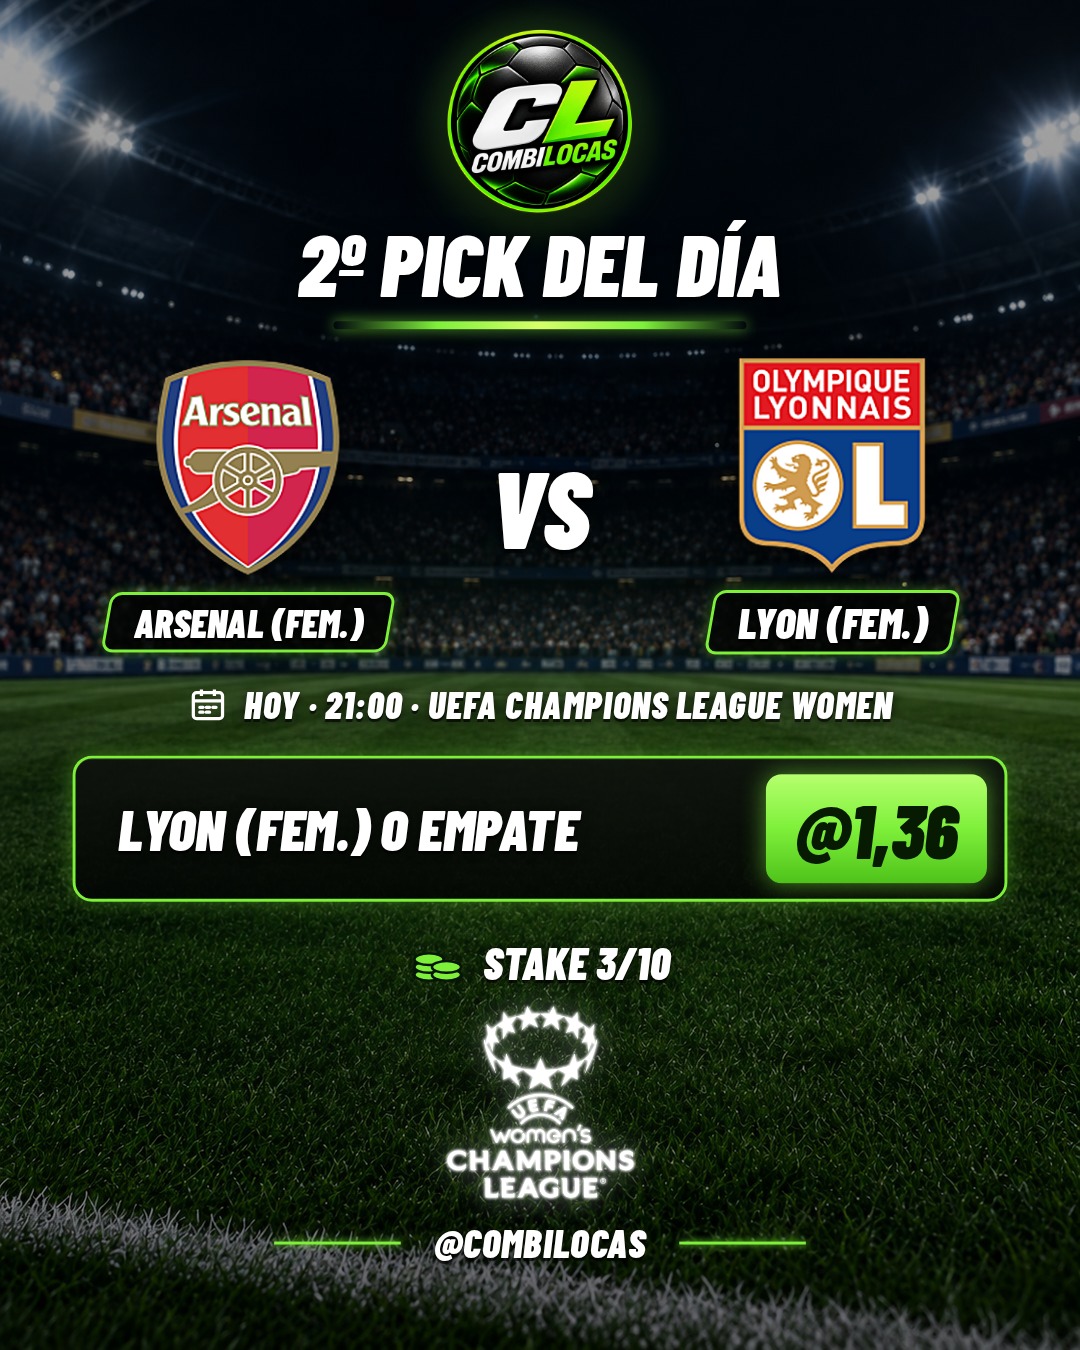 CL
COMBILOCAS
2º PICK DEL DÍA
Arsenal
OLYMPIQUE
LYONNAIS
OL
VS
ARSENAL (FEM.)
LYON (FEM.)
HOY · 21:00 · UEFA CHAMPIONS LEAGUE WOMEN
LYON (FEM.) O EMPATE
@1,36
STAKE 3/10
UEFA
women's
CHAMPIONS
LEAGUE®
@COMBILOCAS